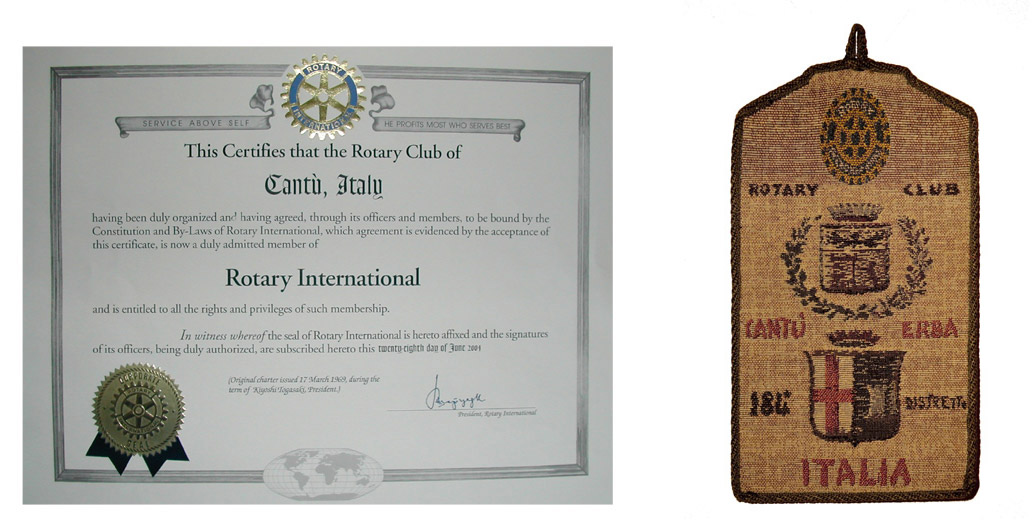 ROTARY
INTERNATIONAL
SERVICE ABOVE SELF
HE PROFITS MOST WHO SERVES BEST
This Certifies that the Rotary Club of
Cantù, Italy
having been duly organized and having agreed, through its officers and members, to be bound by the
Constitution and By-Laws of Rotary International, which agreement is evidenced by the acceptance of
this certificate, is now a duly admitted member of
Rotary International
and is entitled to all the rights and privileges of such membership.
In witness whereof the seal of Rotary International is hereto affixed and the signatures
of its officers, being duly authorized, are subscribed hereto this twenty-eighth day of June 2004
(Original charter issued 17 March 1969, during the
term of Kiyoshi Togasaki, President.)
President, Rotary International
ROTARY CLUB
CANTÙ ERBA
DISTRETTO
ITALIA